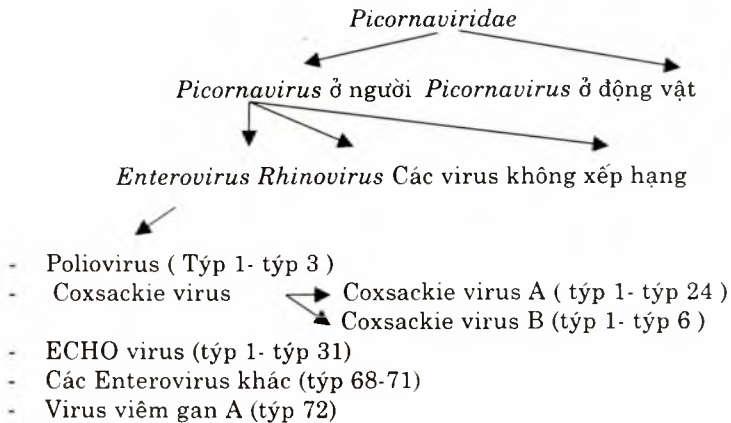 Picornaviridae
Picornavirus ở người Picornavirus ở động vật
Enterovirus Rhinovirus Các virus không xếp hạng
- Poliovirus ( Týp 1- týp 3 )
- Coxsackie virus Coxsackie virus A ( týp 1- týp 24 )
Coxsackie virus B (týp 1- týp 6 )
- ECHO virus (týp 1- týp 31)
- Các Enterovirus khác (týp 68-71)
- Virus viêm gan A (týp 72)